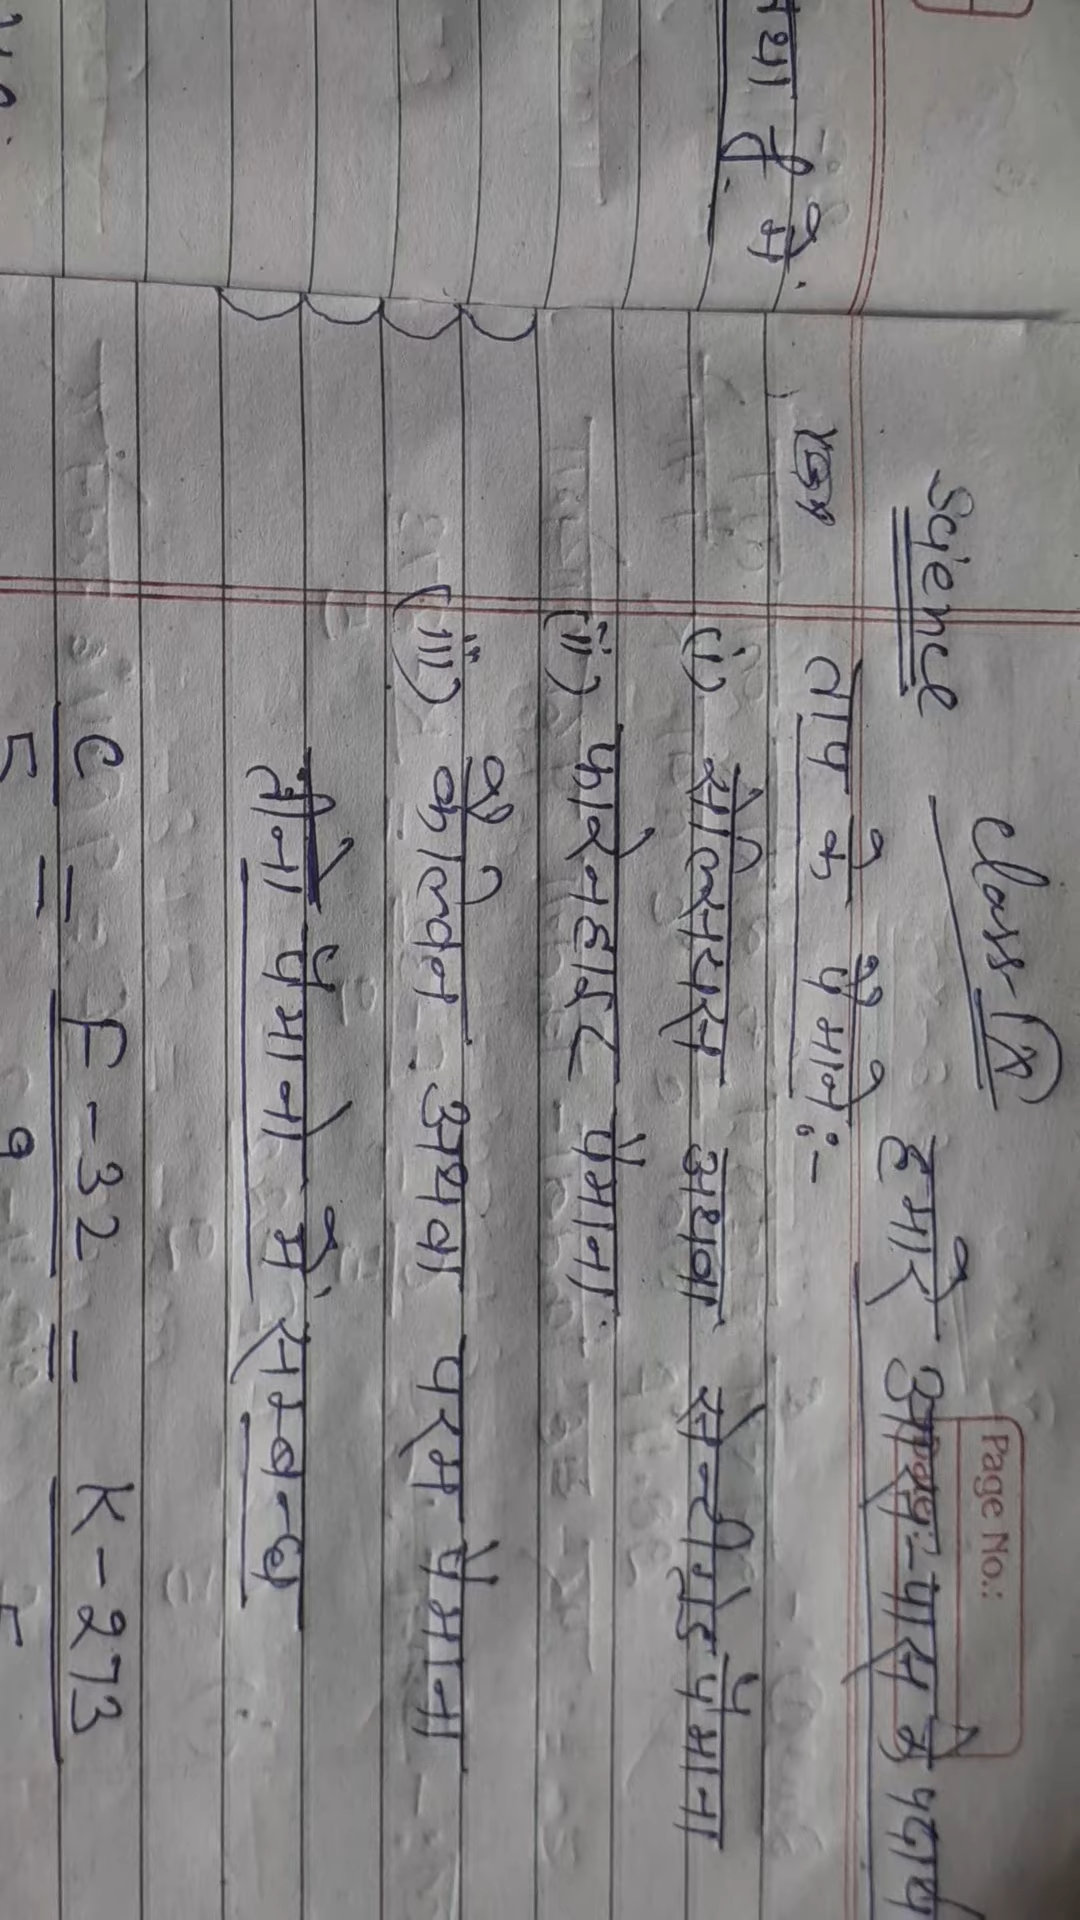 Page No.:
Science class IX हमारे आस-पास मे पदार्थ
ताप के पैमाने :-
(i) सेल्सियस अथवा सेन्टीग्रेड पैमाना
(ii) फारेनहाइट पैमाना
(iii) कैल्विन अथवा परम पैमाना
तीनो पैमानो में सम्बन्ध
C = F - 32 = K - 273
5 9 5